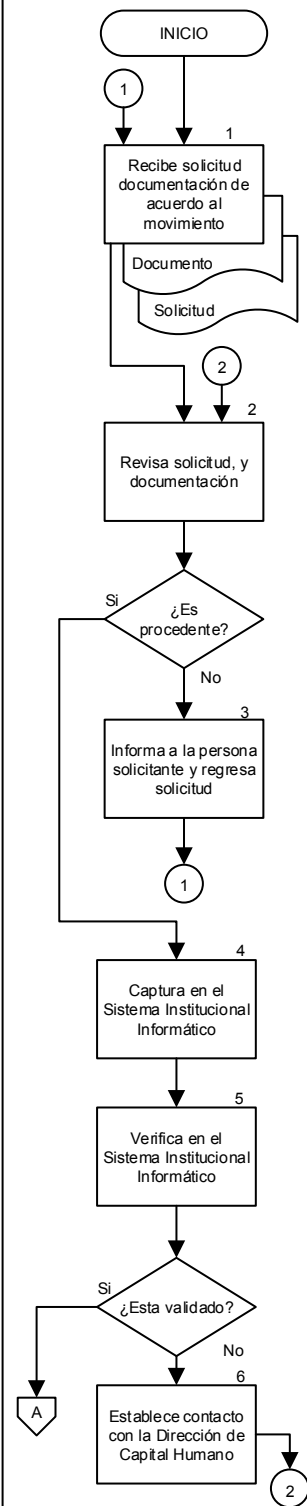 INICIO
1
1
Recibe solicitud
documentación de
acuerdo al
movimiento
Documento
Solicitud
2
2
Revisa solicitud, y
documentación
Si
¿Es
procedente?
No
3
Informa a la persona
solicitante y regresa
solicitud
1
4
Captura en el
Sistema Institucional
Informático
5
Verifica en el
Sistema Institucional
Informático
Si
¿Esta validado?
No
A
6
Establece contacto
con la Dirección de
Capital Humano
2